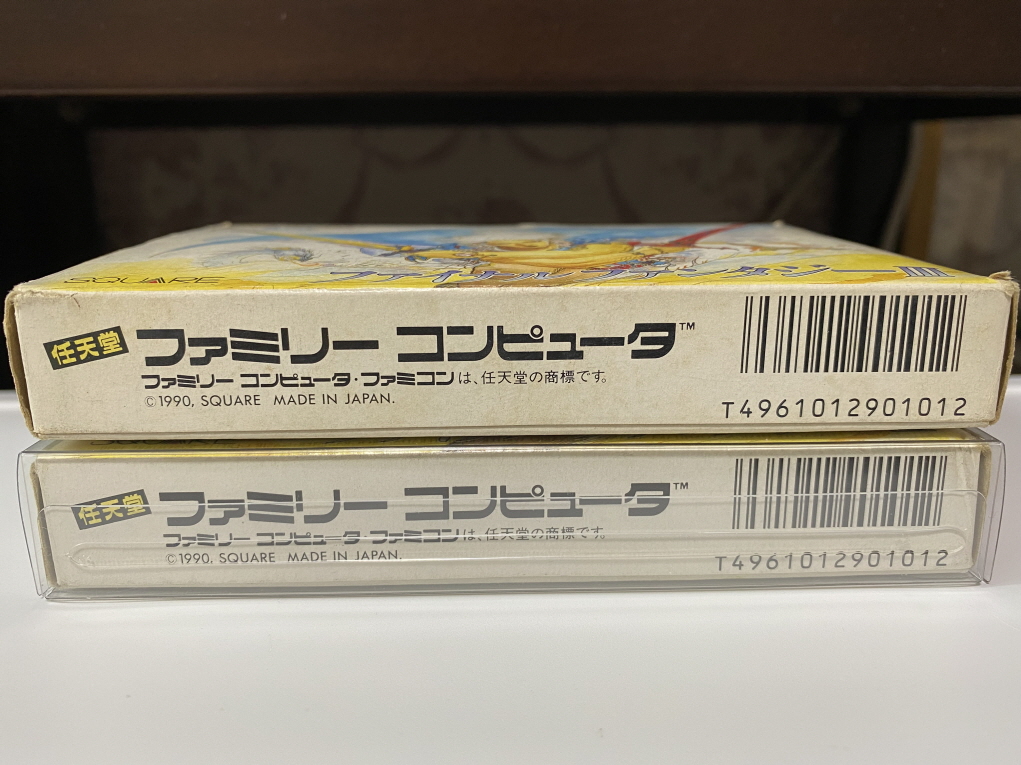 SQUARE
ファイナルファンタジーIII
任天堂 ファミリー コンピュータ™
ファミリー コンピュータ・ファミコンは、任天堂の商標です。
©1990, SQUARE MADE IN JAPAN.
T4961012901012
任天堂 ファミリー コンピュータ™
ファミリー コンピュータ・ファミコンは、任天堂の商標です。
©1990, SQUARE MADE IN JAPAN.
T4961012901012